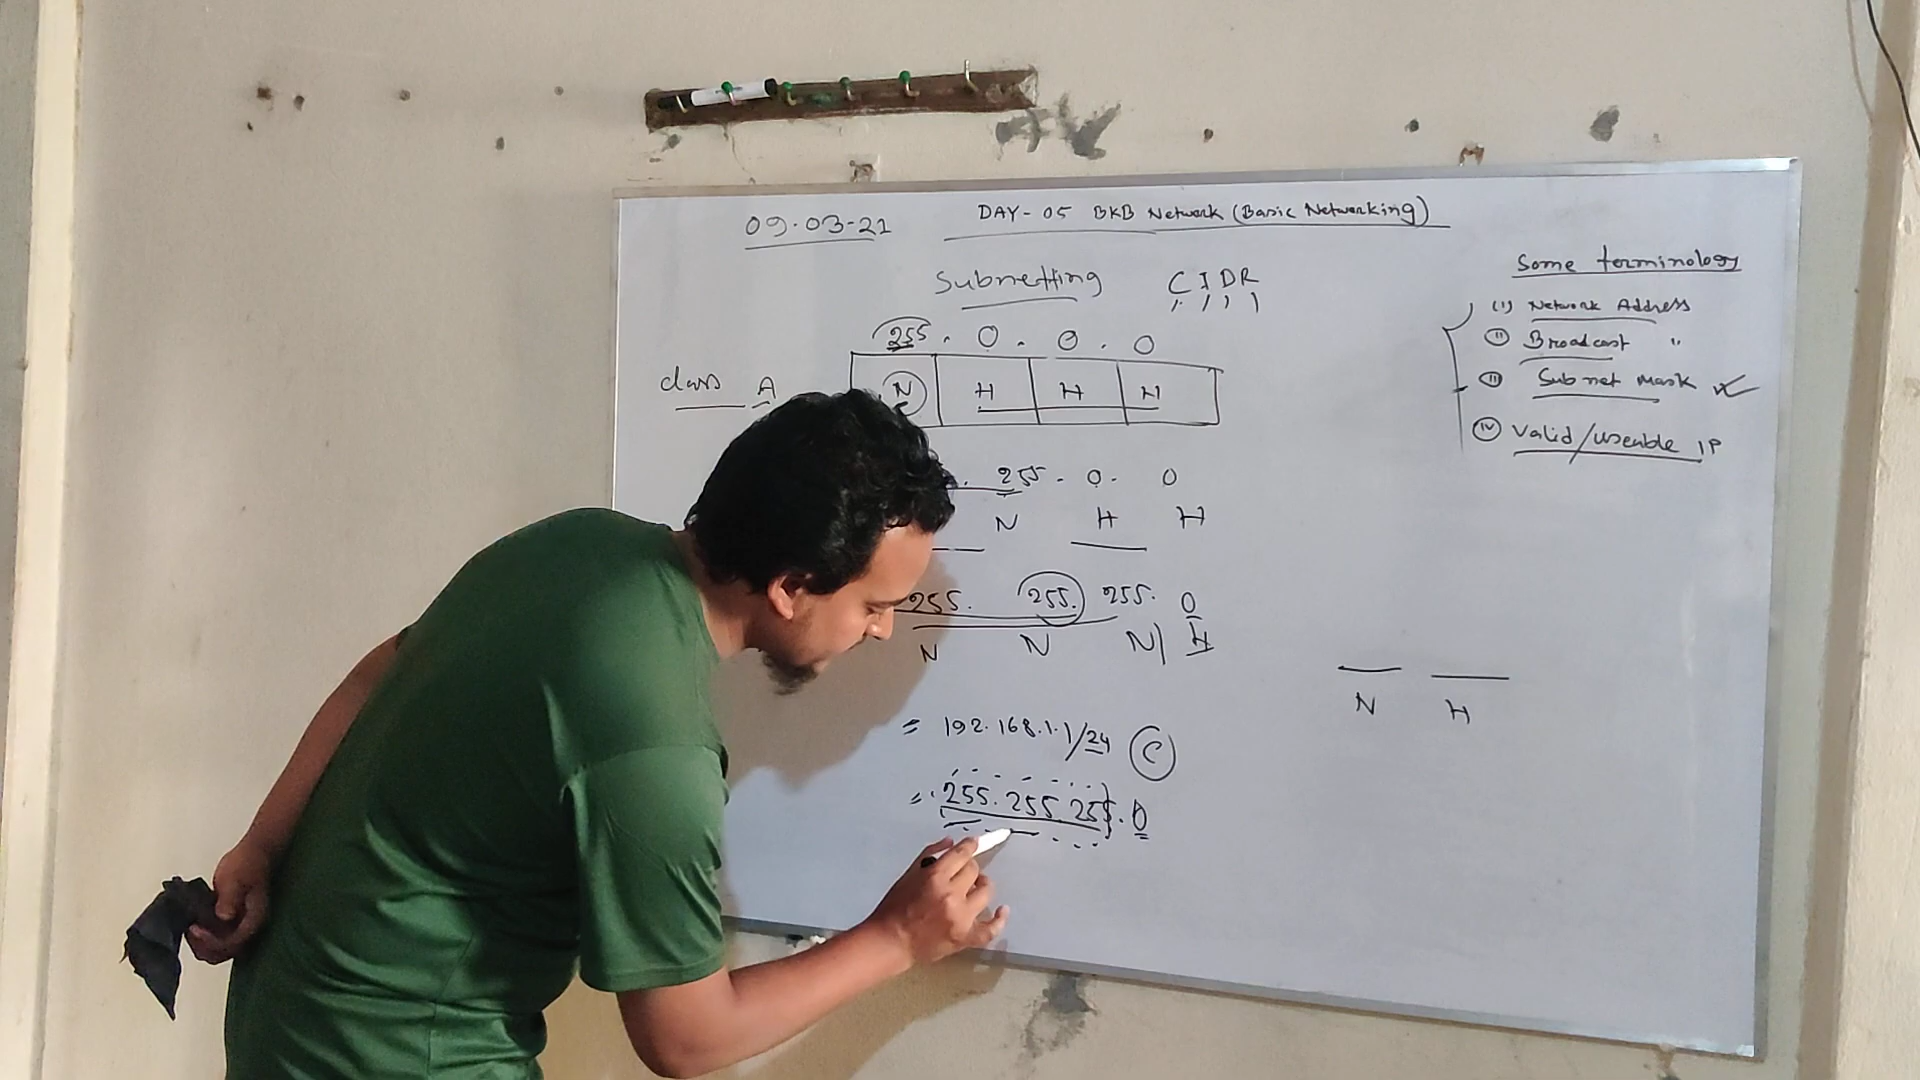 09.03-21
DAY-05 BKB Network (Basic Networking)
Subnetting CIDR
255. 0. 0. 0
class A N H H H
255. 0. 0
N H H
255. 255. 255. 0
N N N H
= 192.168.1.1/24 C
= 255.255.255.0
Some terminology
(i) Network Address
(ii) Broadcast "
Subnet Mask
(iv) Valid/useable IP
N H